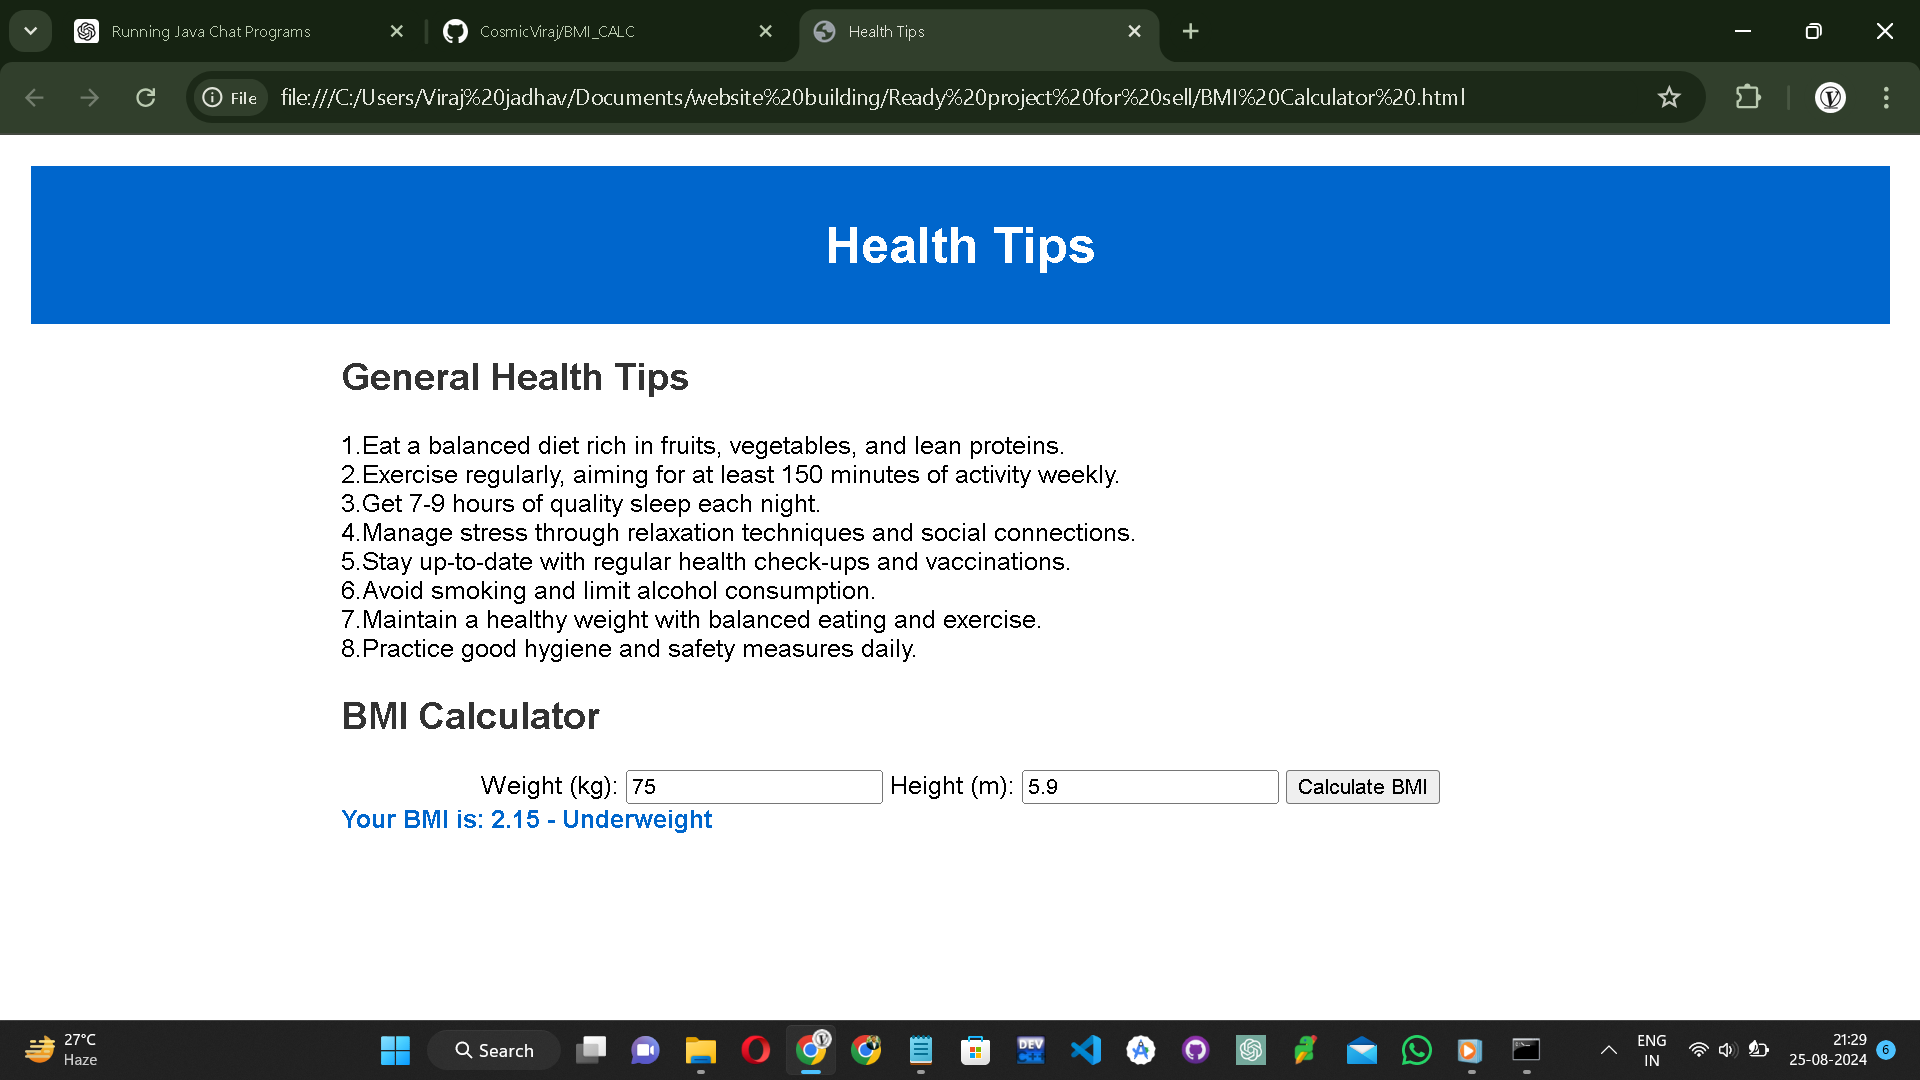 Running Java Chat Programs
CosmicViraj/BMI_CALC
Health Tips
File
file:///C:/Users/Viraj%20jadhav/Documents/website%20building/Ready%20project%20for%20sell/BMI%20Calculator%20.html
Health Tips
General Health Tips
1.Eat a balanced diet rich in fruits, vegetables, and lean proteins.
2.Exercise regularly, aiming for at least 150 minutes of activity weekly.
3.Get 7-9 hours of quality sleep each night.
4.Manage stress through relaxation techniques and social connections.
5.Stay up-to-date with regular health check-ups and vaccinations.
6.Avoid smoking and limit alcohol consumption.
7.Maintain a healthy weight with balanced eating and exercise.
8.Practice good hygiene and safety measures daily.
BMI Calculator
Weight (kg): 75 Height (m): 5.9 Calculate BMI
Your BMI is: 2.15 - Underweight
27°C
Haze
Search
DEV
ENG
IN
21:29
25-08-2024
6